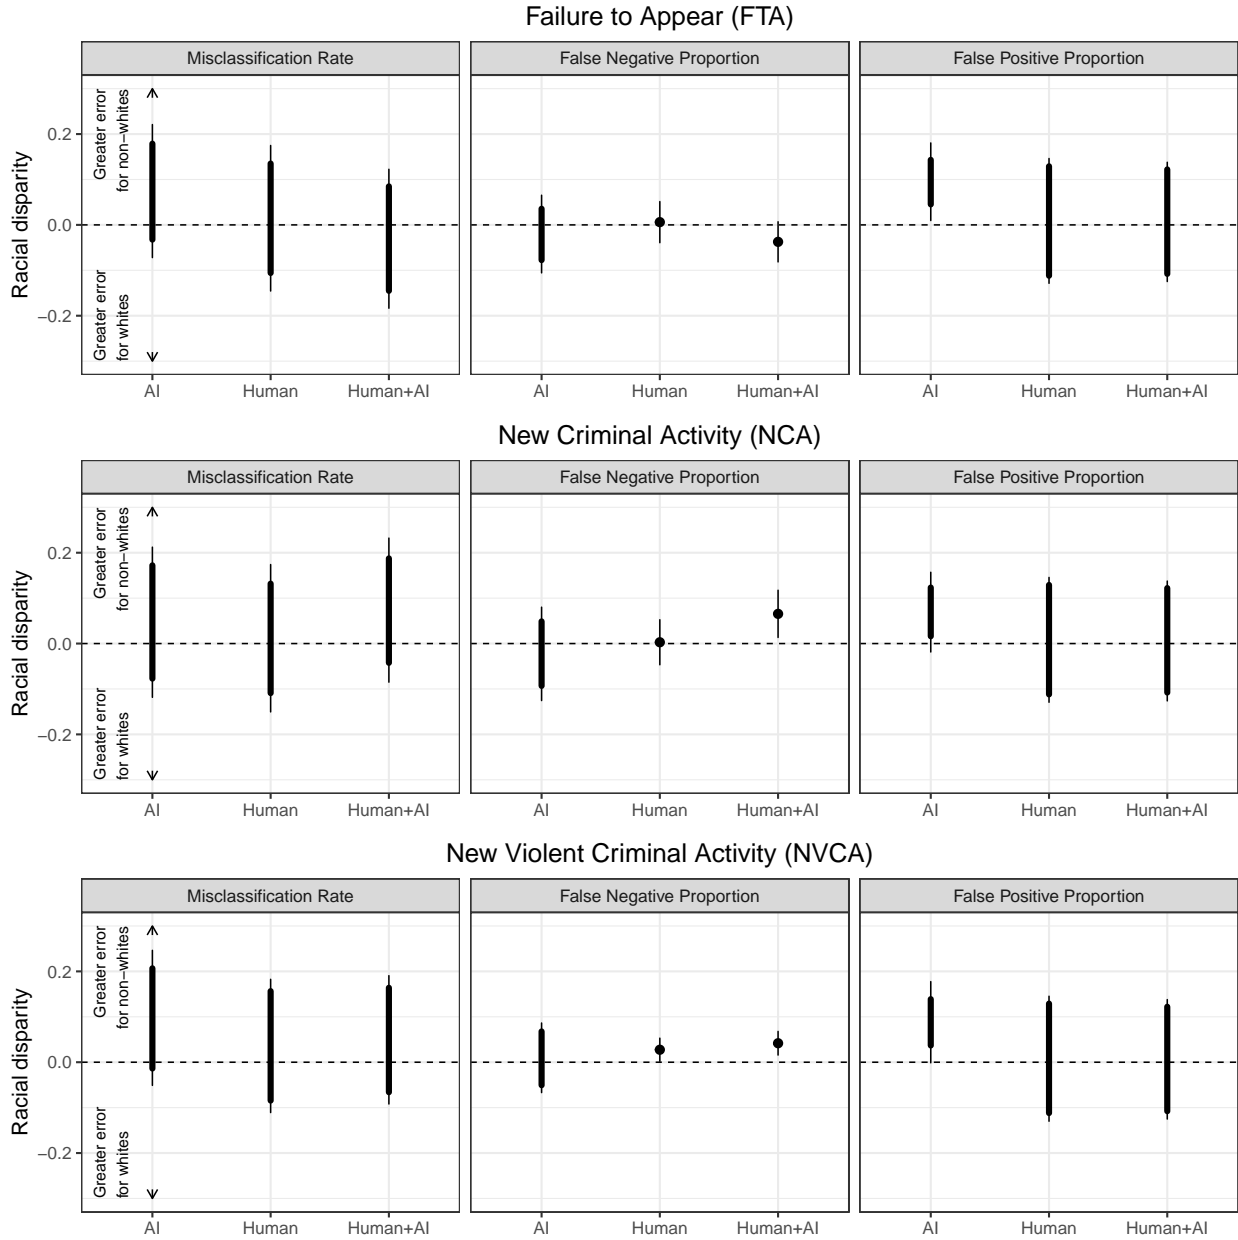 Failure to Appear (FTA)
Misclassification Rate
False Negative Proportion
False Positive Proportion
Racial disparity
0.2
0.0
−0.2
Greater error
for non−whites
Greater error
for whites
AI
Human
Human+AI
AI
Human
Human+AI
AI
Human
Human+AI
New Criminal Activity (NCA)
Misclassification Rate
False Negative Proportion
False Positive Proportion
Racial disparity
0.2
0.0
−0.2
Greater error
for non−whites
Greater error
for whites
AI
Human
Human+AI
AI
Human
Human+AI
AI
Human
Human+AI
New Violent Criminal Activity (NVCA)
Misclassification Rate
False Negative Proportion
False Positive Proportion
Racial disparity
0.2
0.0
−0.2
Greater error
for non−whites
Greater error
for whites
AI
Human
Human+AI
AI
Human
Human+AI
AI
Human
Human+AI